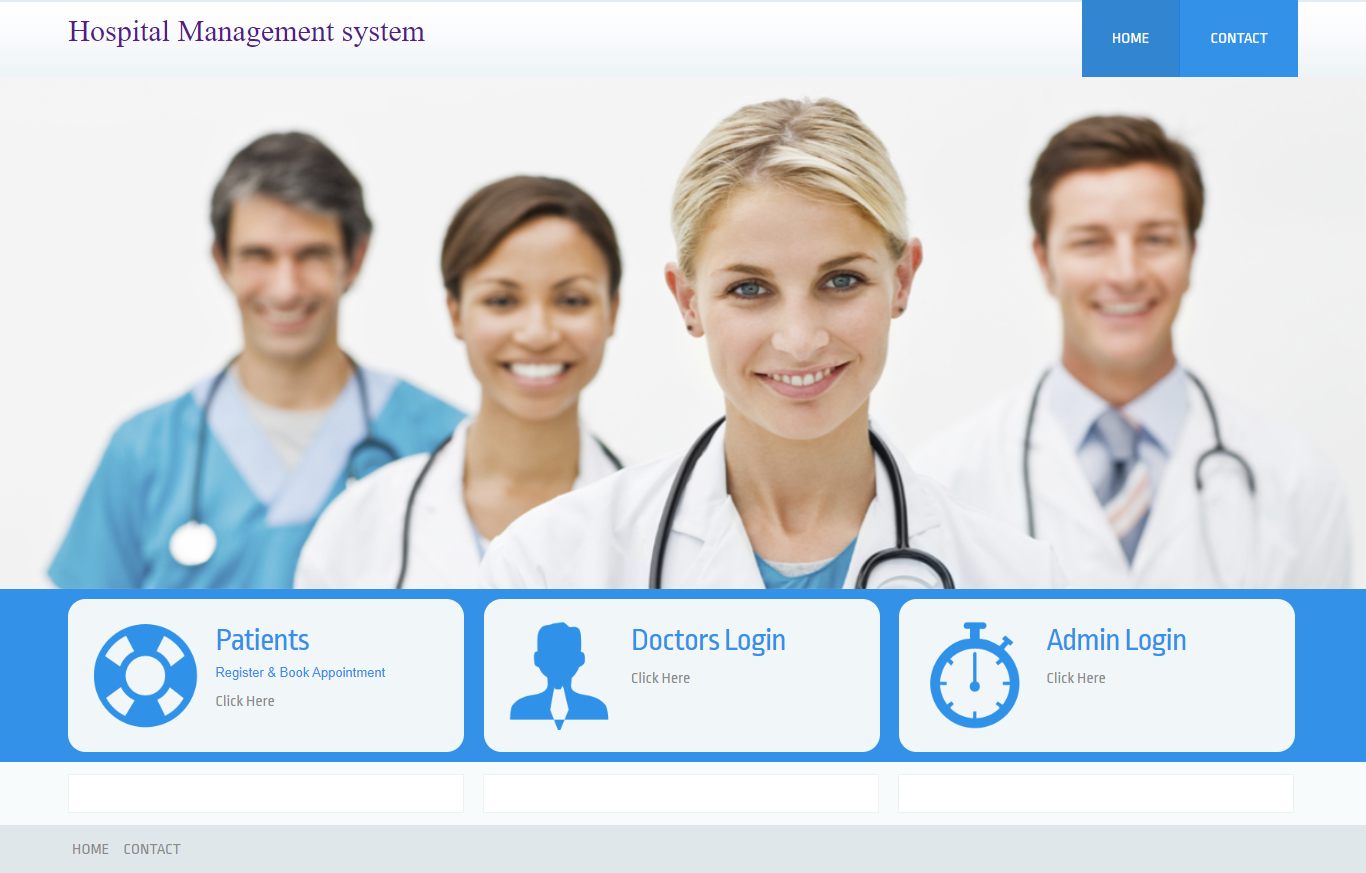 Hospital Management system
HOME CONTACT
Patients
Register & Book Appointment
Click Here
Doctors Login
Click Here
Admin Login
Click Here
HOME CONTACT